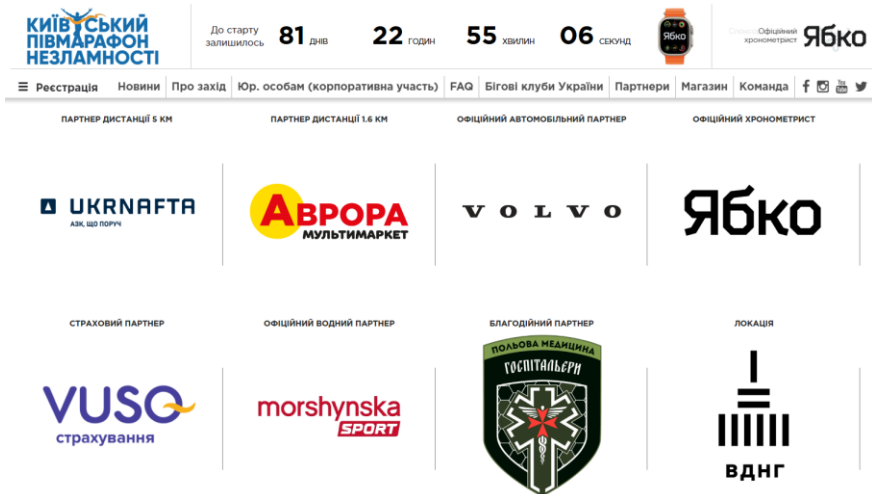 КИЇВСЬКИЙ
ПІВМАРАФОН
НЕЗЛАМНОСТІ
До старту
залишилось
81 ДНІВ 22 ГОДИН 55 ХВИЛИН 06 СЕКУНД
Ябко
Офіційний
хронометрист
Ябко
Реєстрація Новини Про захід Юр. особам (корпоративна участь) FAQ Бігові клуби України Партнери Магазин Команда
ПАРТНЕР ДИСТАНЦІЇ 5 КМ ПАРТНЕР ДИСТАНЦІЇ 1.6 КМ ОФІЦІЙНИЙ АВТОМОБІЛЬНИЙ ПАРТНЕР ОФІЦІЙНИЙ ХРОНОМЕТРИСТ
UKRNAFTA
АЗК, ЩО ПОРУЧ
АВРОРА
МУЛЬТИМАРКЕТ
VOLVO
Ябко
СТРАХОВИЙ ПАРТНЕР ОФІЦІЙНИЙ ВОДНИЙ ПАРТНЕР БЛАГОДІЙНИЙ ПАРТНЕР ЛОКАЦІЯ
VUSO
страхування
morshynska
SPORT
ПОЛЬОВА МЕДИЦИНА
ГОСПІТАЛЬЄРИ
ВДНГ